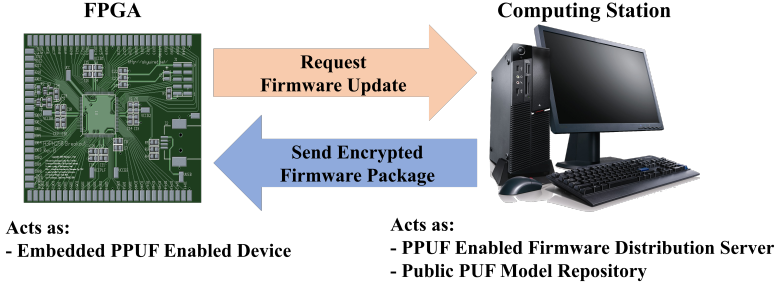 FPGA
Computing Station
Request
Firmware Update
Send Encrypted
Firmware Package
Acts as:
- Embedded PPUF Enabled Device
Acts as:
- PPUF Enabled Firmware Distribution Server
- Public PUF Model Repository